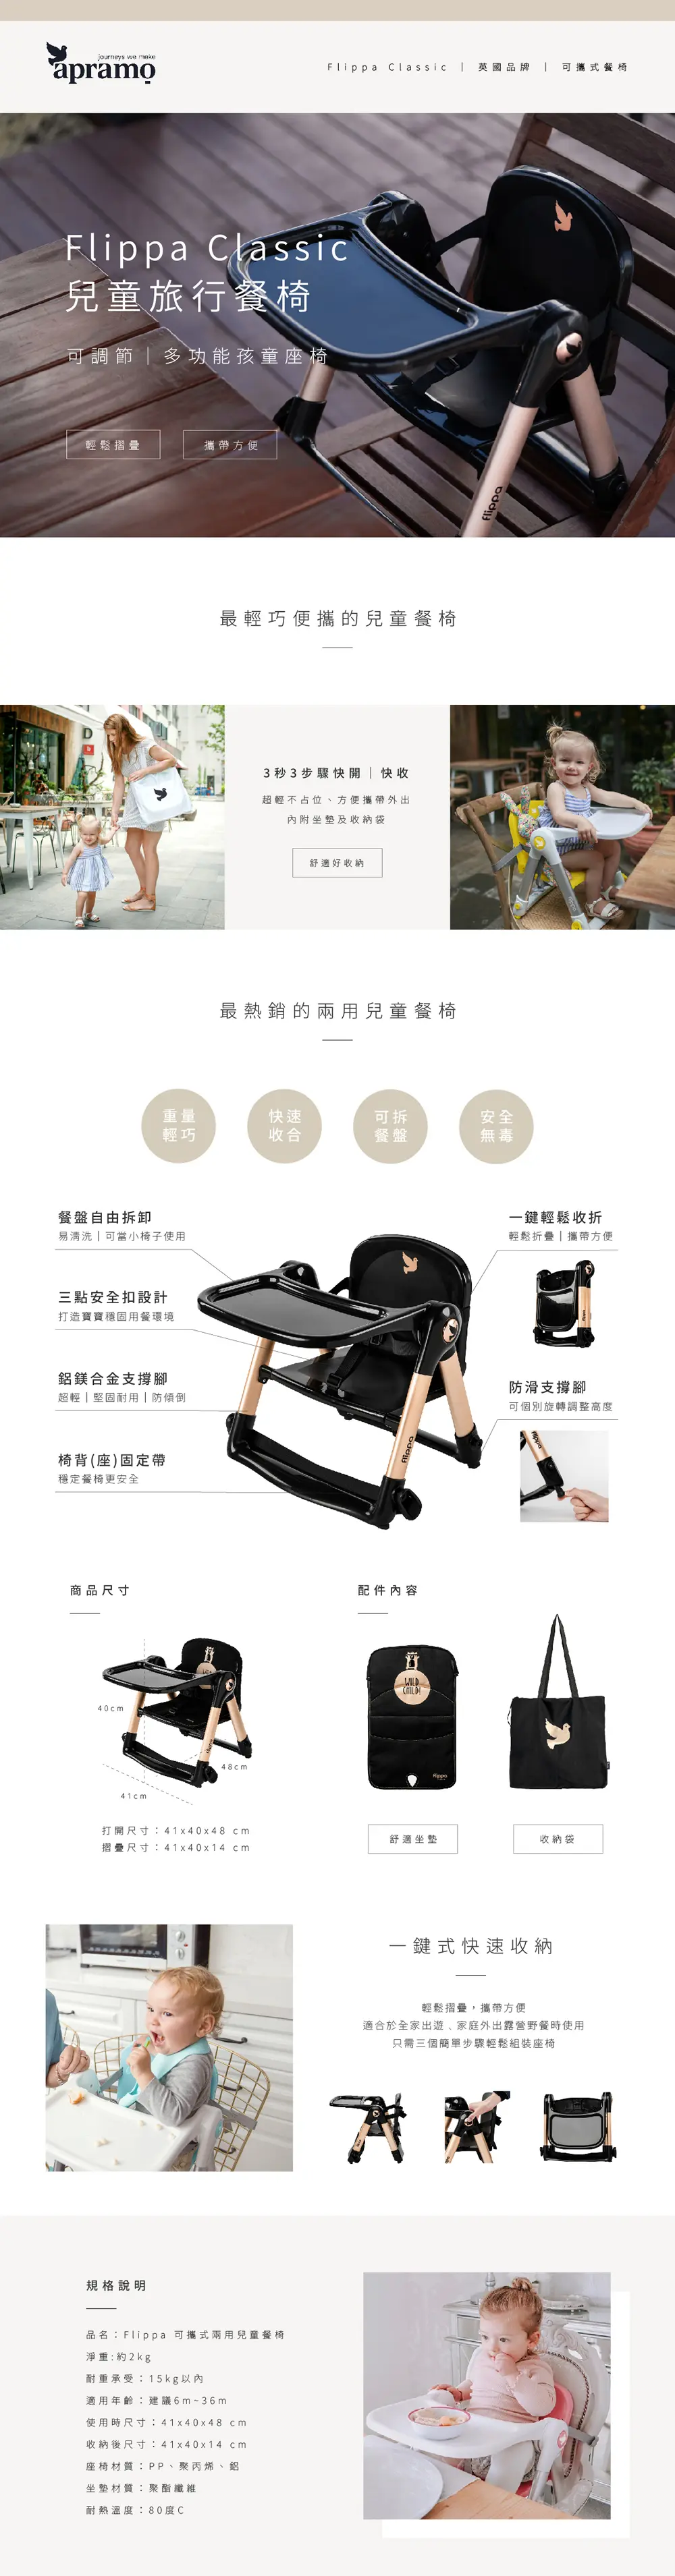 journeys we make
apramo
Flippa Classic | 英國品牌 | 可攜式餐椅
Flippa Classic
兒童旅行餐椅
可調節｜多功能孩童座椅
輕鬆摺疊
攜帶方便
flippa
最輕巧便攜的兒童餐椅
3秒3步驟快開｜快收
超輕不占位、方便攜帶外出
內附坐墊及收納袋
舒適好收納
最熱銷的兩用兒童餐椅
重量
輕巧
快速
收合
可拆
餐盤
安全
無毒
餐盤自由拆卸
易清洗｜可當小椅子使用
三點安全扣設計
打造寶寶穩固用餐環境
鋁鎂合金支撐腳
超輕｜堅固耐用｜防傾倒
椅背(座)固定帶
穩定餐椅更安全
flippa
一鍵輕鬆收折
輕鬆折疊｜攜帶方便
防滑支撐腳
可個別旋轉調整高度
商品尺寸
40cm
48cm
41cm
打開尺寸：41x40x48 cm
摺疊尺寸：41x40x14 cm
配件內容
WILD
CHILD!
flippa
舒適坐墊
收納袋
一鍵式快速收納
輕鬆摺疊，攜帶方便
適合於全家出遊﹑家庭外出露營野餐時使用
只需三個簡單步驟輕鬆組裝座椅
規格說明
品名：Flippa 可攜式兩用兒童餐椅
淨重:約2kg
耐重承受：15kg以內
適用年齡：建議6m~36m
使用時尺寸：41x40x48 cm
收納後尺寸：41x40x14 cm
座椅材質：PP、聚丙烯、鋁
坐墊材質：聚酯纖維
耐熱溫度：80度C